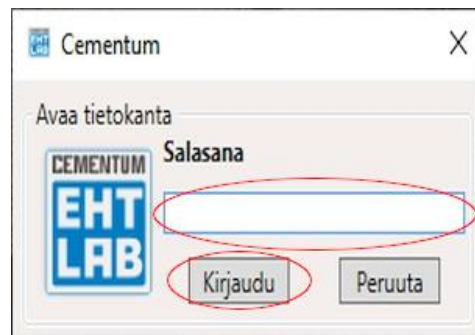 Cementum
Avaa tietokanta
Salasana
CEMENTUM
EHT
LAB
Kirjaudu
Peruuta